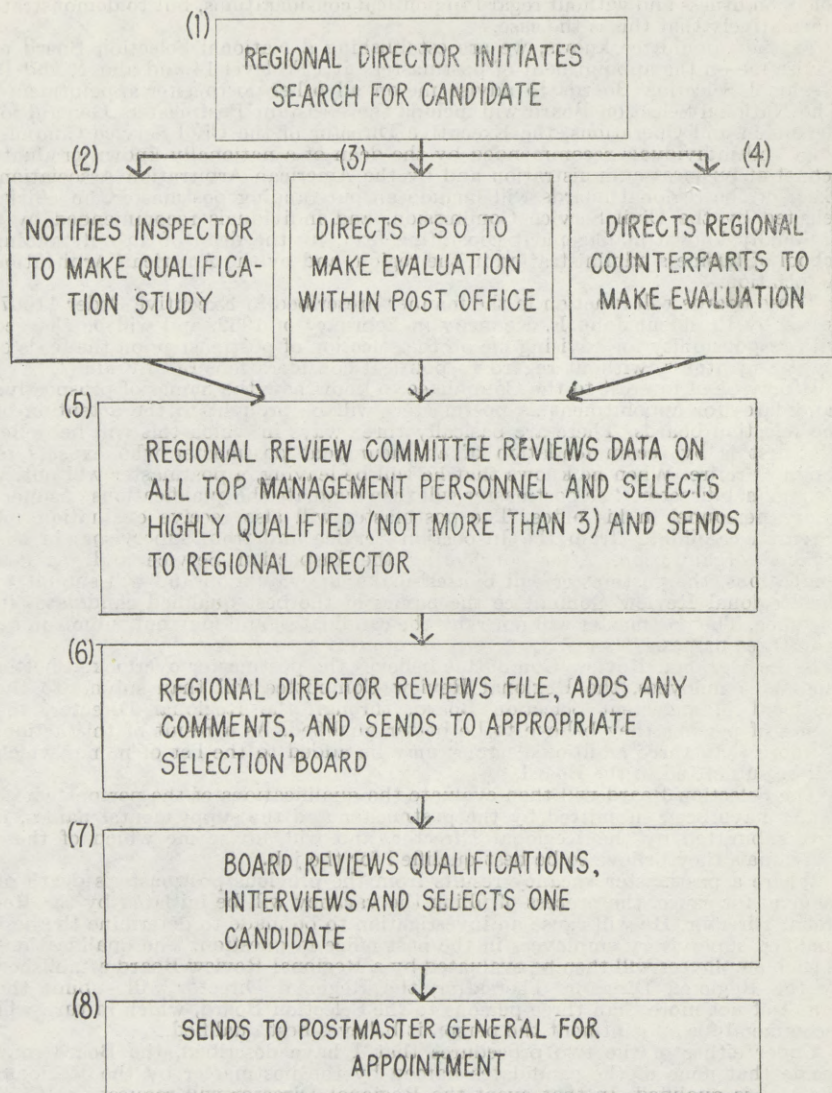 (1)
REGIONAL DIRECTOR INITIATES
SEARCH FOR CANDIDATE
(2)
(3)
(4)
NOTIFIES INSPECTOR
TO MAKE QUALIFICA-
TION STUDY
DIRECTS PSO TO
MAKE EVALUATION
WITHIN POST OFFICE
DIRECTS REGIONAL
COUNTERPARTS TO
MAKE EVALUATION
(5)
REGIONAL REVIEW COMMITTEE REVIEWS DATA ON
ALL TOP MANAGEMENT PERSONNEL AND SELECTS
HIGHLY QUALIFIED (NOT MORE THAN 3) AND SENDS
TO REGIONAL DIRECTOR
(6)
REGIONAL DIRECTOR REVIEWS FILE, ADDS ANY
COMMENTS, AND SENDS TO APPROPRIATE
SELECTION BOARD
(7)
BOARD REVIEWS QUALIFICATIONS,
INTERVIEWS AND SELECTS ONE
CANDIDATE
(8)
SENDS TO POSTMASTER GENERAL FOR
APPOINTMENT